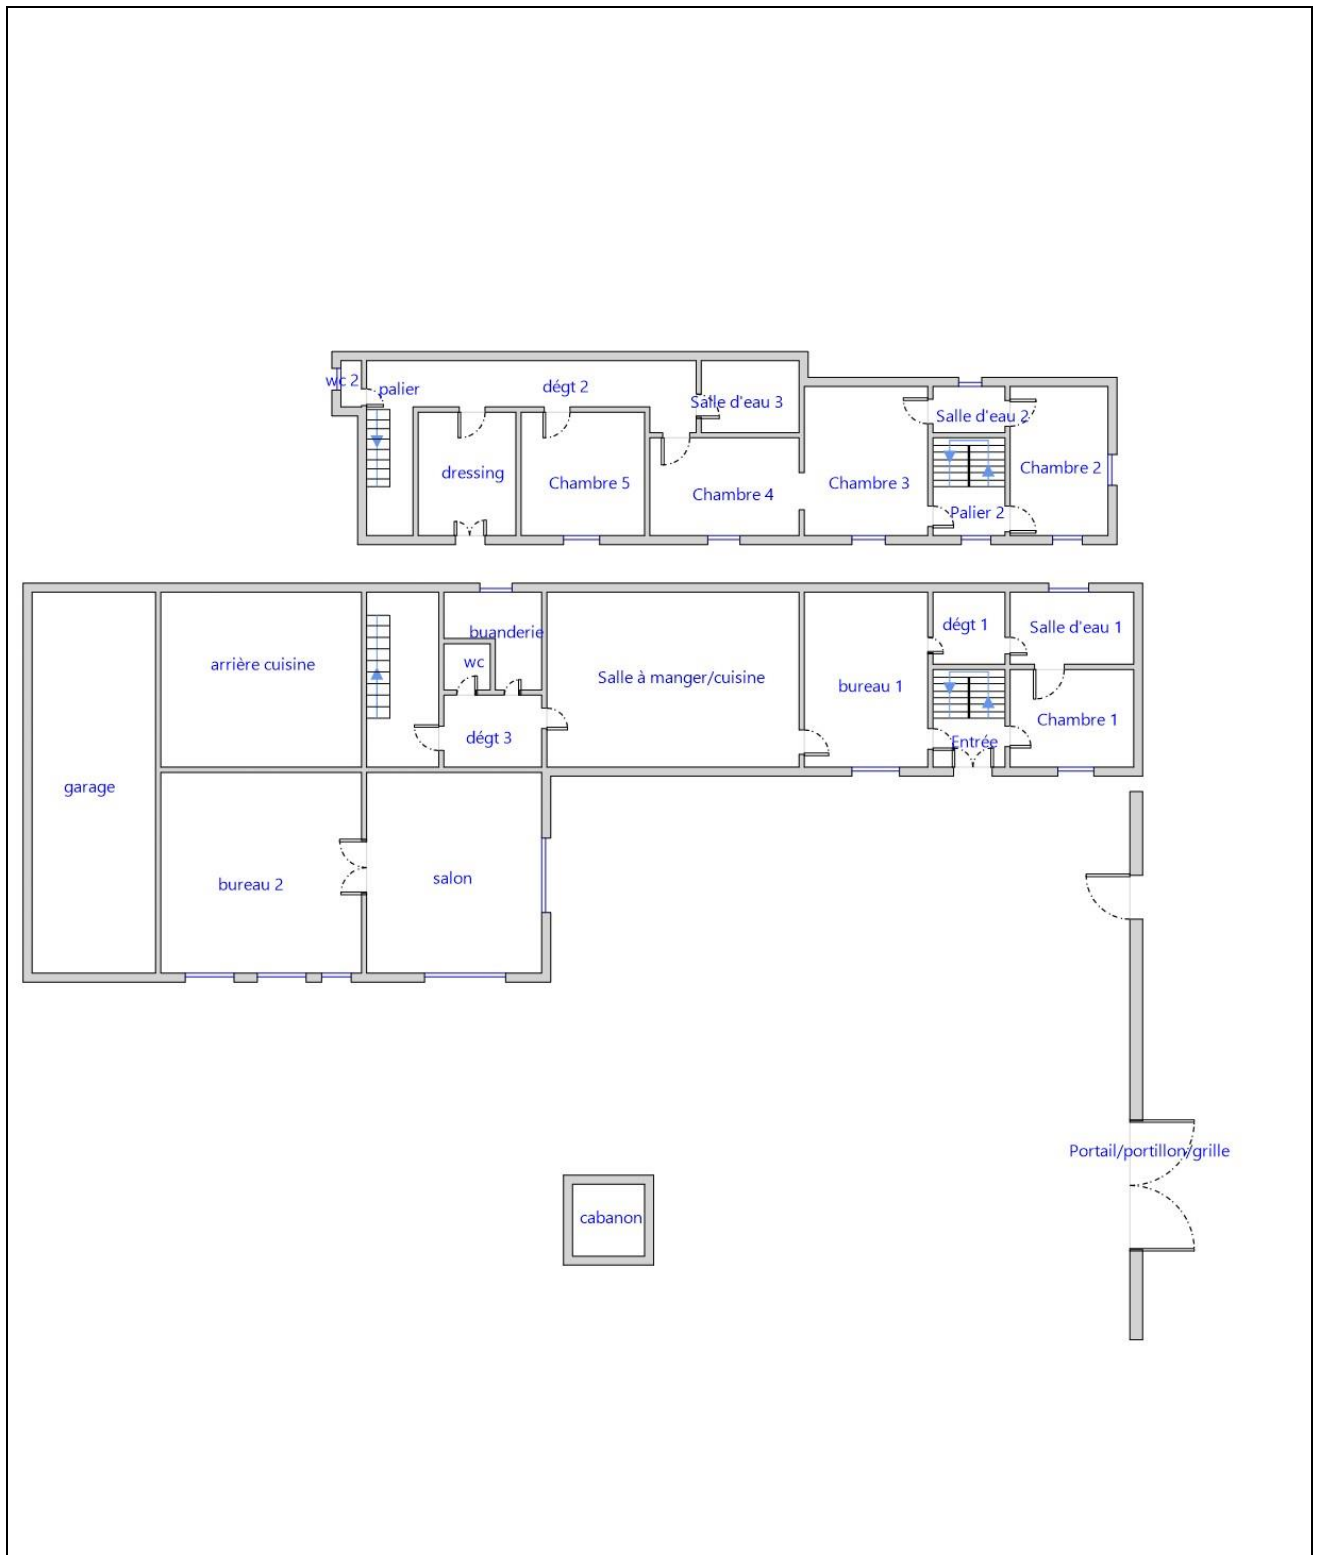 wc 2
palier
dégt 2
Salle d'eau 3
Salle d'eau 2
dressing
Chambre 5
Chambre 4
Chambre 3
Chambre 2
Palier 2
buanderie
dégt 1
Salle d'eau 1
arrière cuisine
wc
Salle à manger/cuisine
bureau 1
Chambre 1
dégt 3
Entrée
garage
bureau 2
salon
Portail/portillon/grille
cabanon